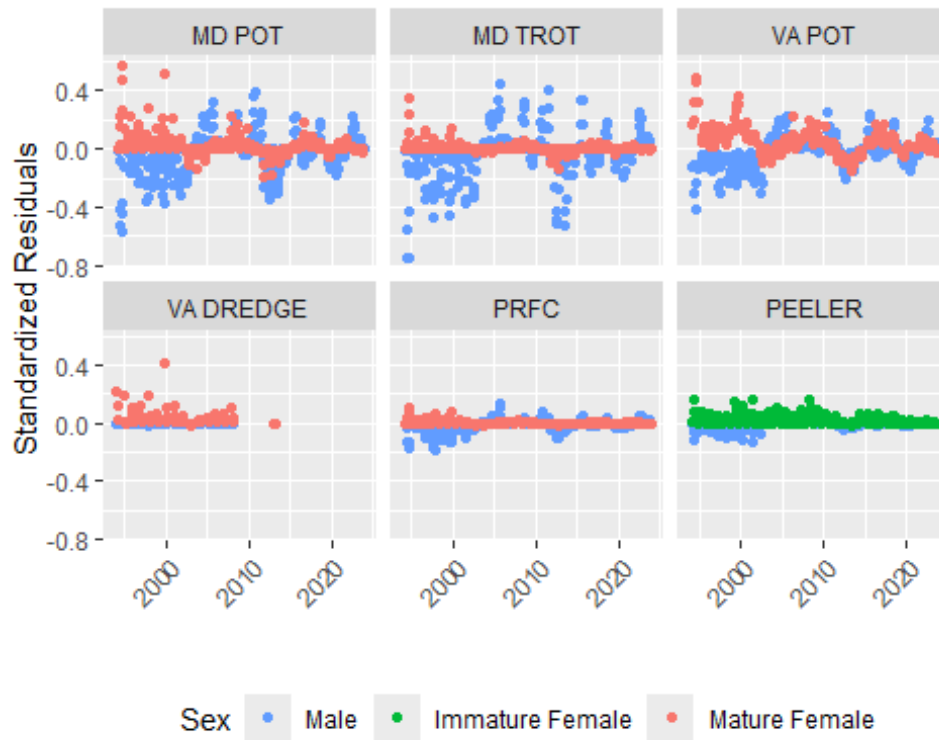 MD POT MD TROT VA POT
0.4
0.0
-0.4
-0.8
VA DREDGE PRFC PEELER
0.4
0.0
-0.4
-0.8
Standardized Residuals
2000 2010 2020 2000 2010 2020 2000 2010 2020
Sex Male Immature Female Mature Female